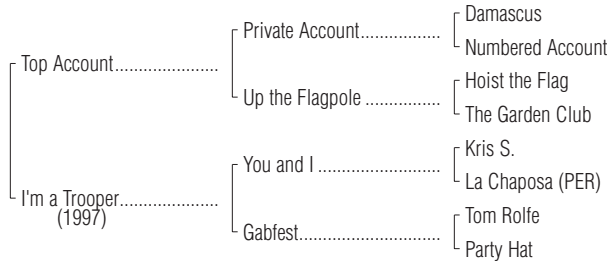 Damascus
Private Account..................
Numbered Account
Top Account.......................
Hoist the Flag
Up the Flagpole .................
The Garden Club
Kris S.
You and I ...........................
La Chaposa (PER)
I'm a Trooper......................
(1997)
Tom Rolfe
Gabfest...............................
Party Hat